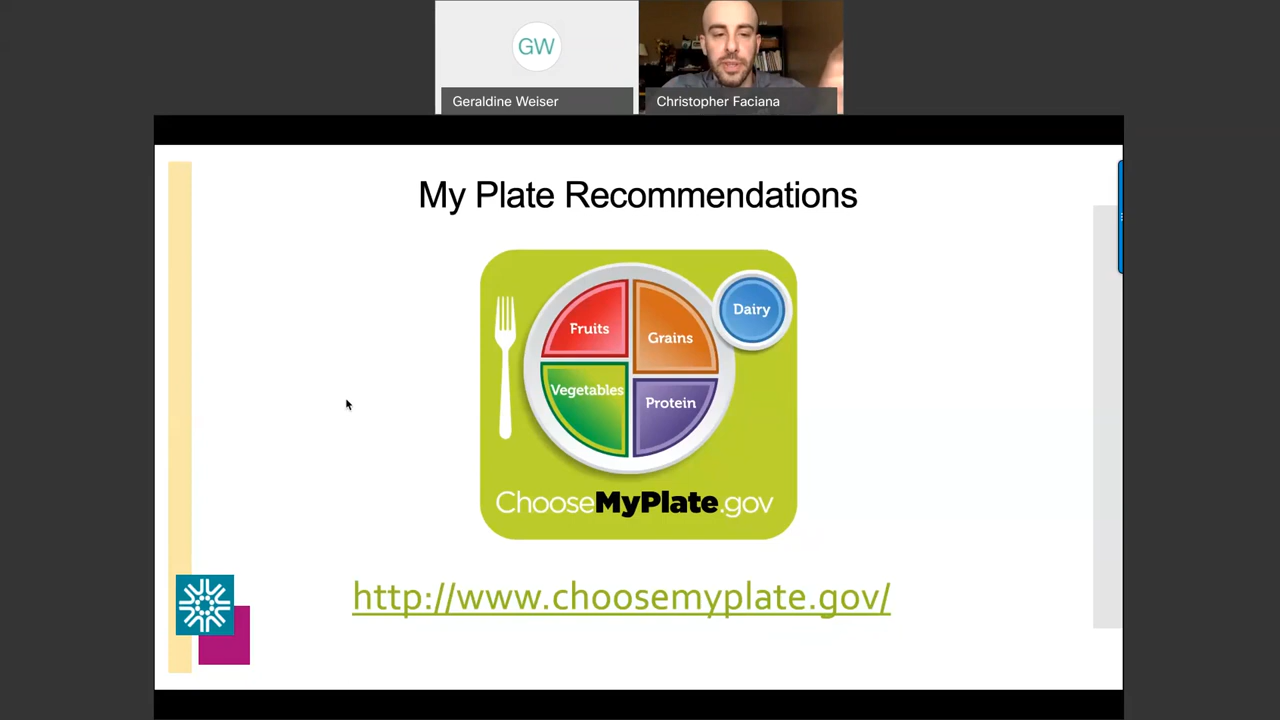 GW
Geraldine Weiser
Christopher Faciana
My Plate Recommendations
Fruits
Grains
Dairy
Vegetables
Protein
ChooseMyPlate.gov
http://www.choosemyplate.gov/